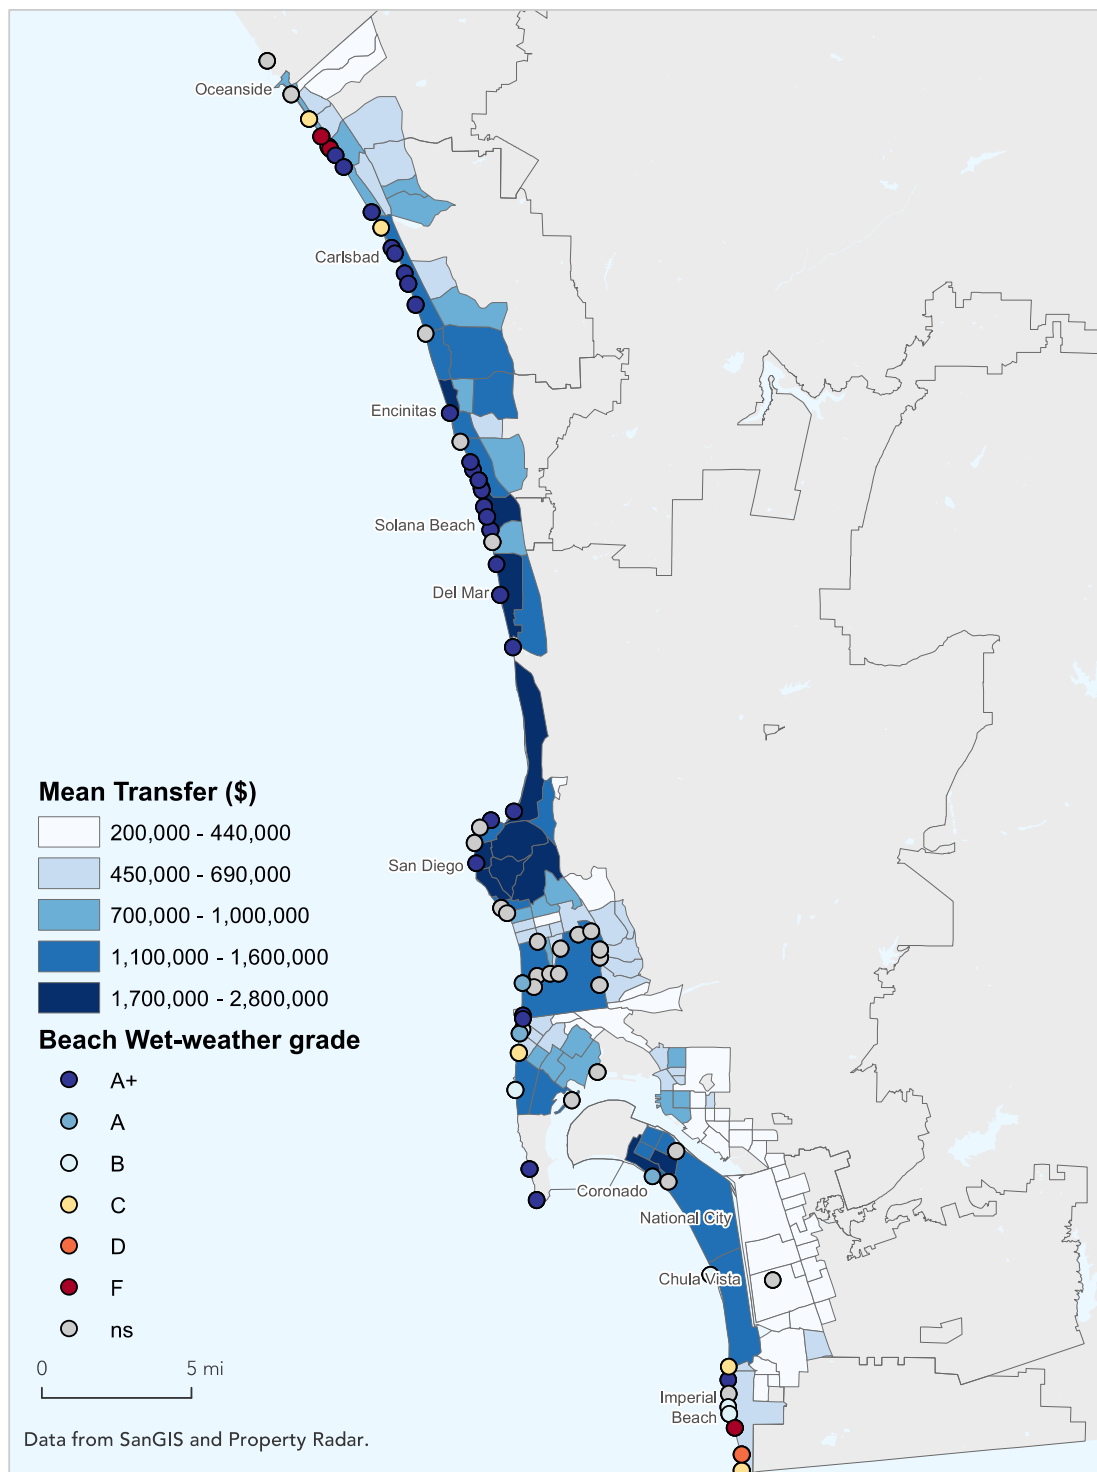 Oceanside
Carlsbad
Encinitas
Solana Beach
Del Mar
Mean Transfer ($)
200,000 - 440,000
450,000 - 690,000
700,000 - 1,000,000
1,100,000 - 1,600,000
1,700,000 - 2,800,000
San Diego
Beach Wet-weather grade
A+
A
B
C
D
F
ns
Coronado
National City
Chula Vista
Imperial
Beach
0 5 mi
Data from SanGIS and Property Radar.